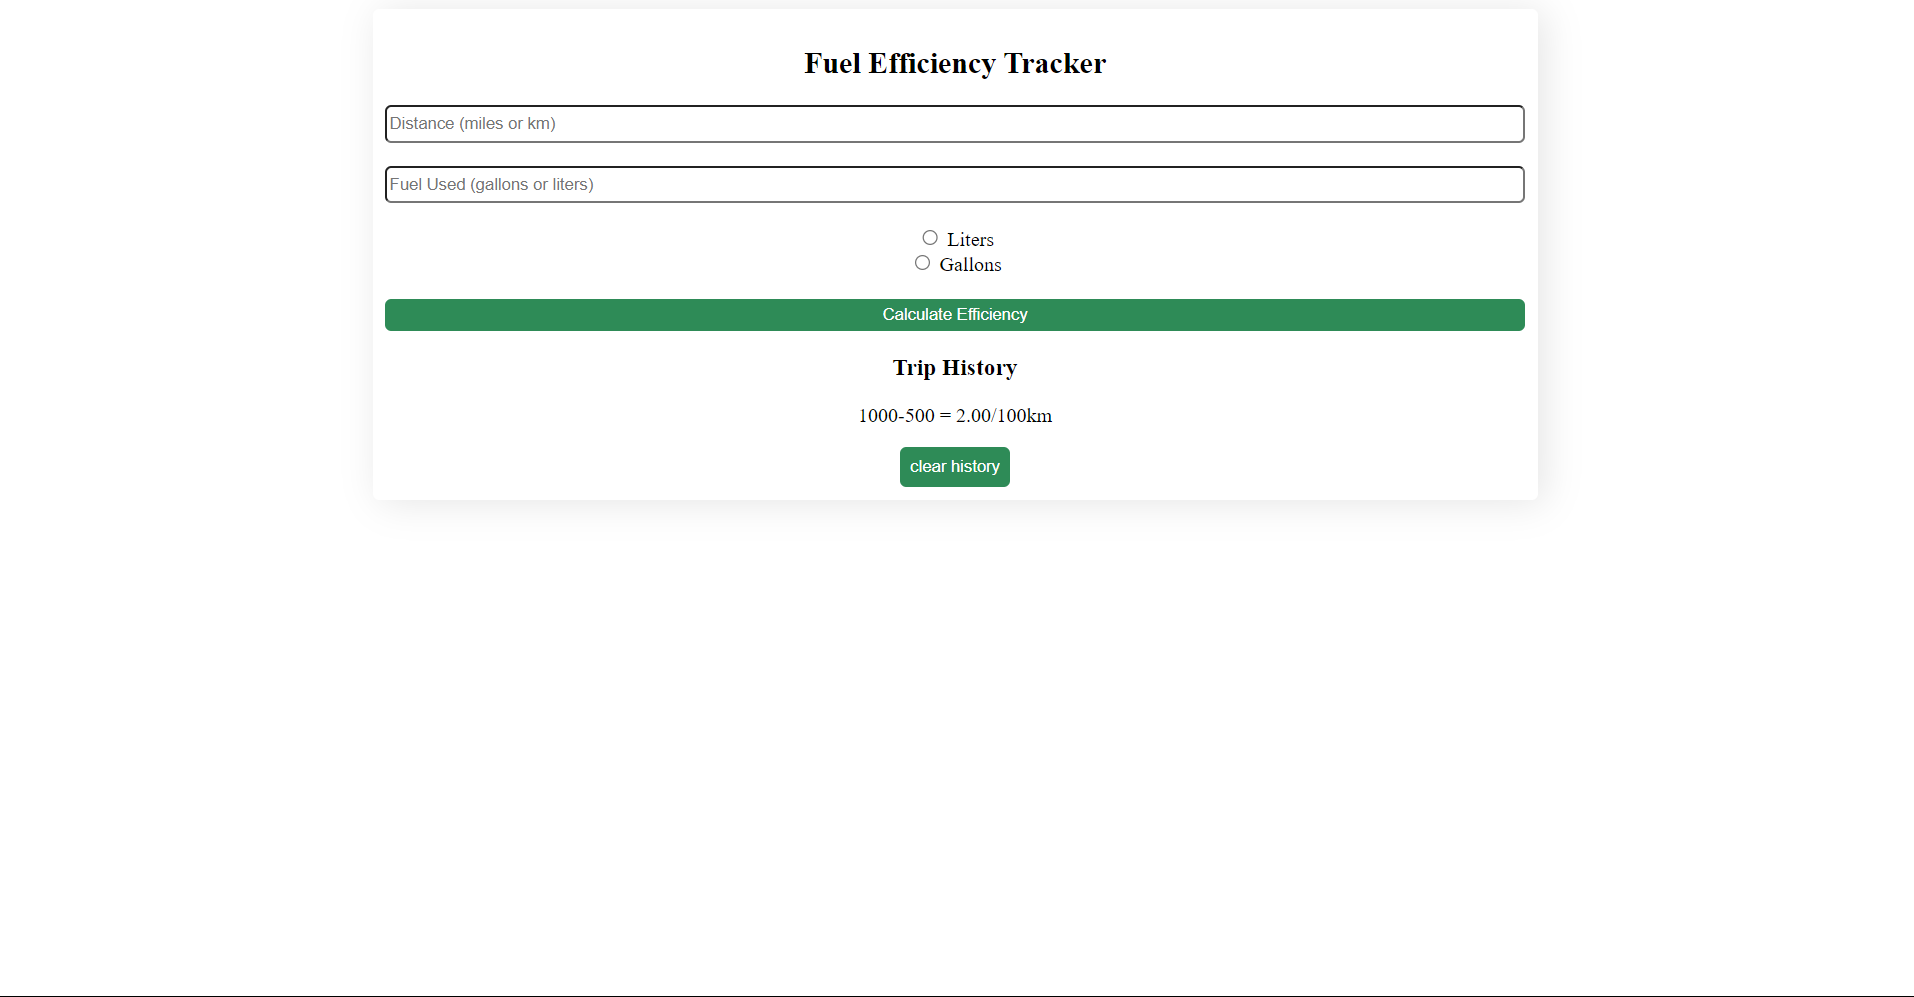 Fuel Efficiency Tracker
Distance (miles or km)
Fuel Used (gallons or liters)
Liters
Gallons
Calculate Efficiency
Trip History
1000-500 = 2.00/100km
clear history